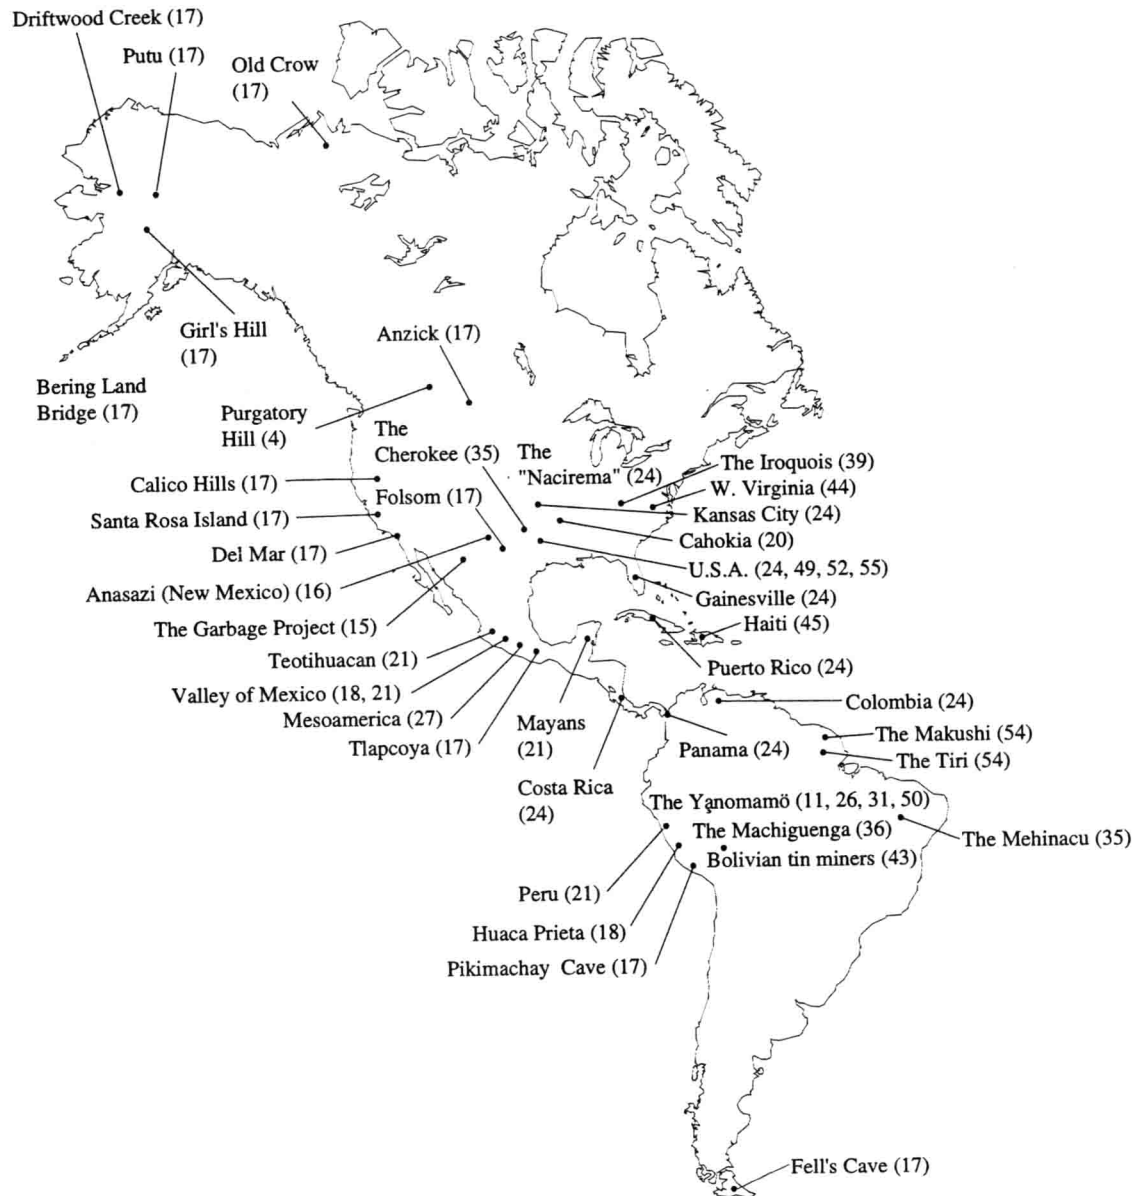 Driftwood Creek (17)
Putu (17)
Old Crow
(17)
Girl's Hill
(17)
Bering Land
Bridge (17)
Anzick (17)
Purgatory
Hill (4)
The
Cherokee (35)
The
"Nacirema" (24)
The Iroquois (39)
W. Virginia (44)
Kansas City (24)
Cahokia (20)
U.S.A. (24, 49, 52, 55)
Gainesville (24)
Haiti (45)
Puerto Rico (24)
Calico Hills (17)
Folsom (17)
Santa Rosa Island (17)
Del Mar (17)
Anasazi (New Mexico) (16)
The Garbage Project (15)
Teotihuacan (21)
Valley of Mexico (18, 21)
Mesoamerica (27)
Tlapcoya (17)
Mayans
(21)
Costa Rica
(24)
Panama (24)
Colombia (24)
The Makushi (54)
The Tiri (54)
The Yąnomamö (11, 26, 31, 50)
The Machiguenga (36)
Bolivian tin miners (43)
The Mehinacu (35)
Peru (21)
Huaca Prieta (18)
Pikimachay Cave (17)
Fell's Cave (17)